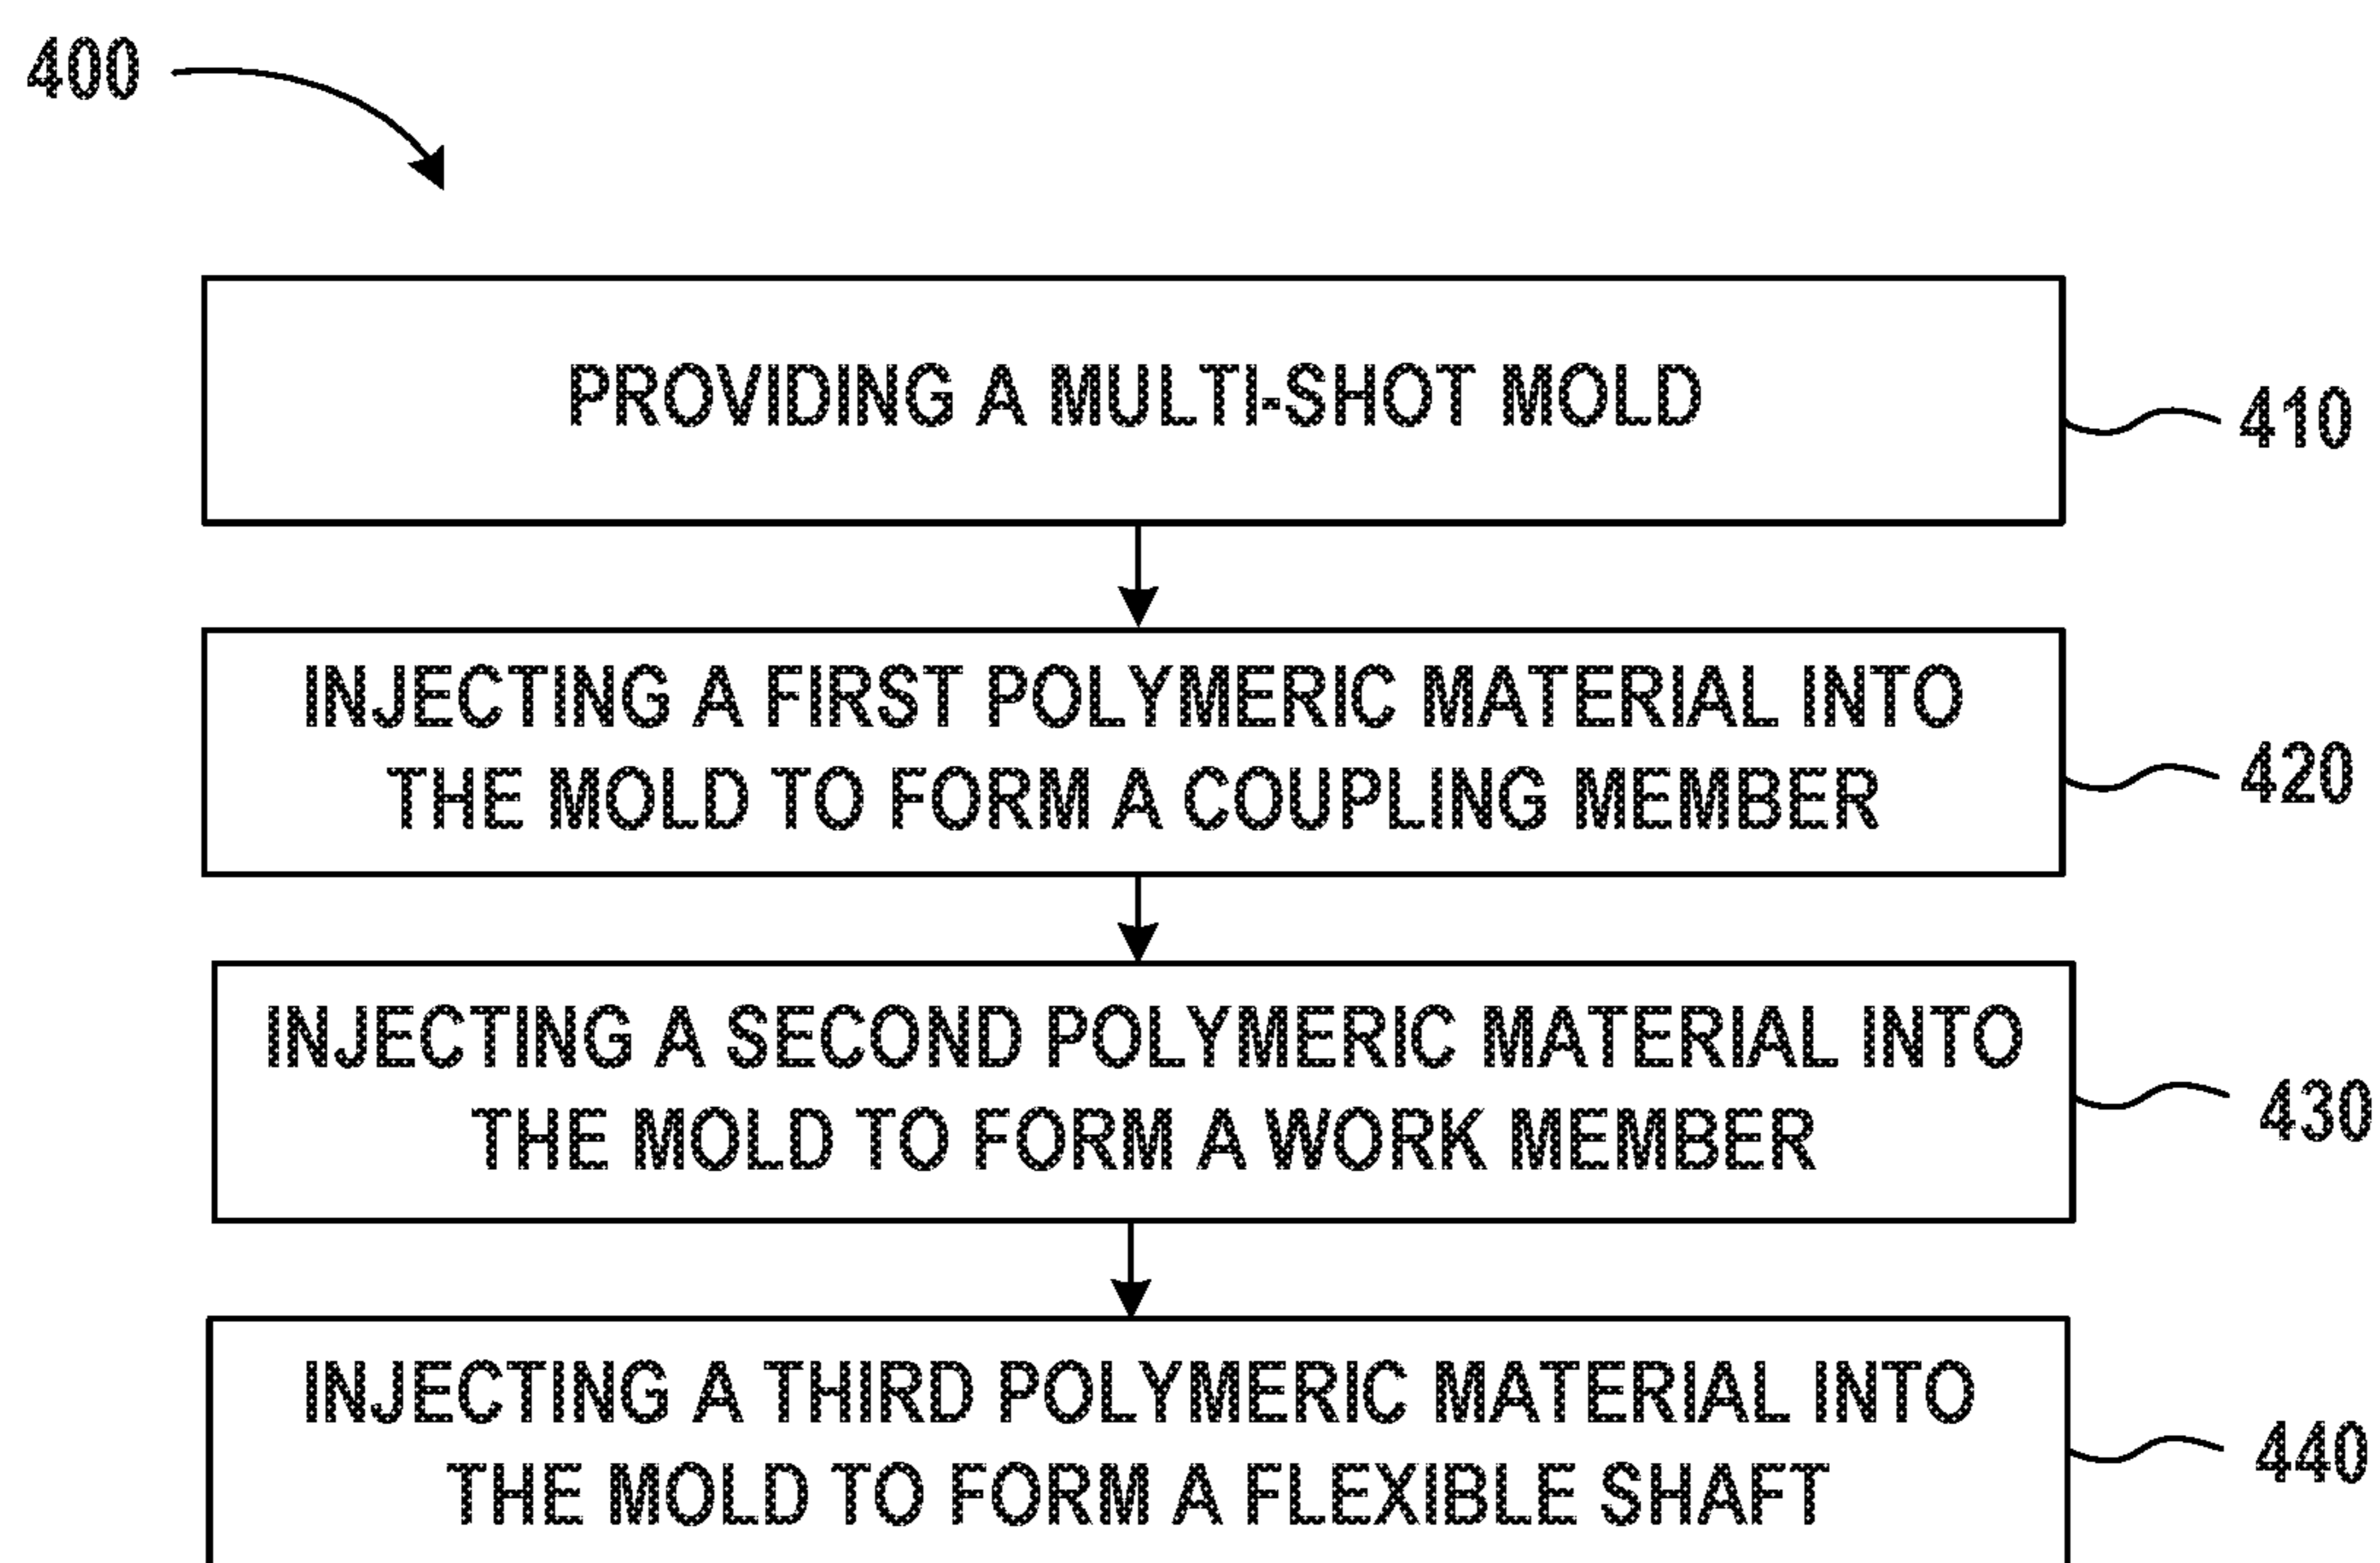 400
PROVIDING A MULTI-SHOT MOLD
410
INJECTING A FIRST POLYMERIC MATERIAL INTO
THE MOLD TO FORM A COUPLING MEMBER
420
INJECTING A SECOND POLYMERIC MATERIAL INTO
THE MOLD TO FORM A WORK MEMBER
430
INJECTING A THIRD POLYMERIC MATERIAL INTO
THE MOLD TO FORM A FLEXIBLE SHAFT
440